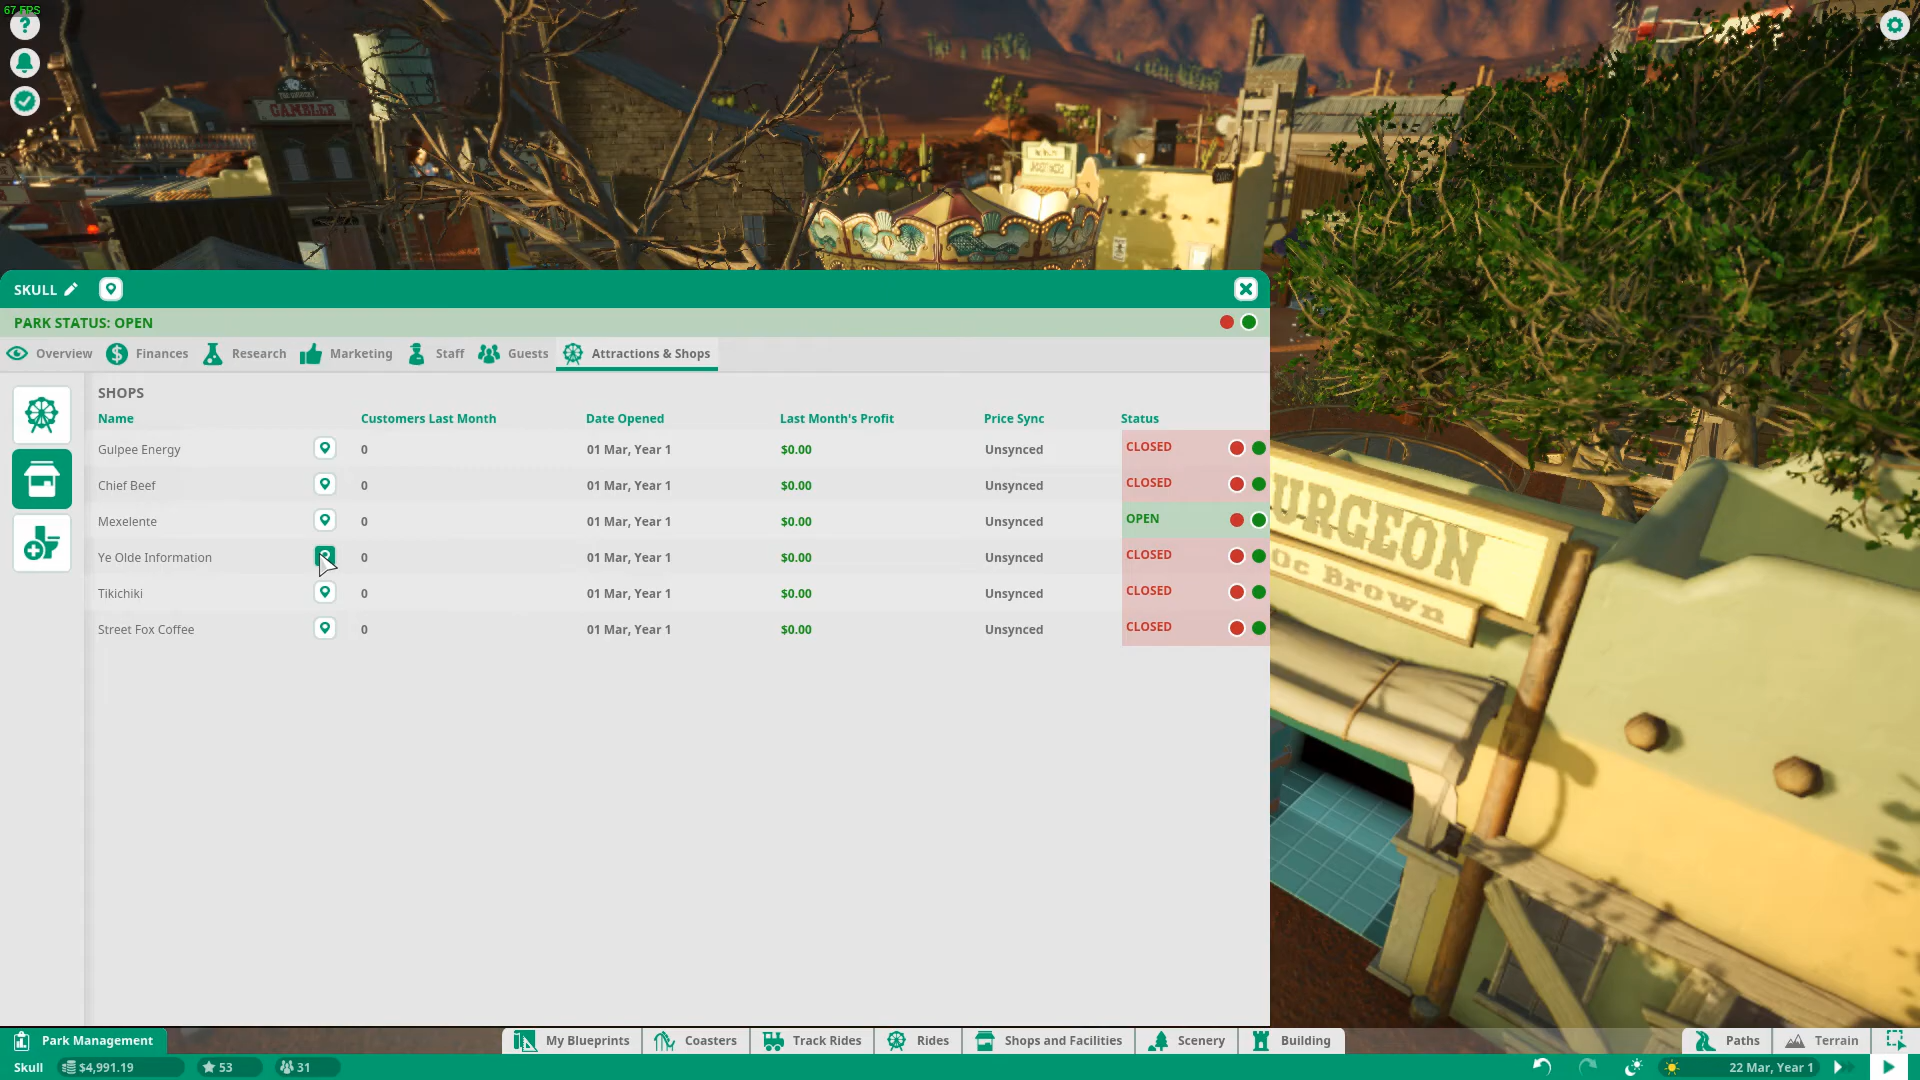 67 FPS
GAMBLER
SKULL
PARK STATUS: OPEN
Overview Finances Research Marketing Staff Guests Attractions & Shops
SHOPS
Name Customers Last Month Date Opened Last Month's Profit Price Sync Status
Gulpee Energy 0 01 Mar, Year 1 $0.00 Unsynced CLOSED
Chief Beef 0 01 Mar, Year 1 $0.00 Unsynced CLOSED
Mexelente 0 01 Mar, Year 1 $0.00 Unsynced OPEN
Ye Olde Information 0 01 Mar, Year 1 $0.00 Unsynced CLOSED
Tikichiki 0 01 Mar, Year 1 $0.00 Unsynced CLOSED
Street Fox Coffee 0 01 Mar, Year 1 $0.00 Unsynced CLOSED
URGEON
oc Brown
Park Management My Blueprints Coasters Track Rides Rides Shops and Facilities Scenery Building Paths Terrain
Skull $4,991.19 53 31 22 Mar, Year 1